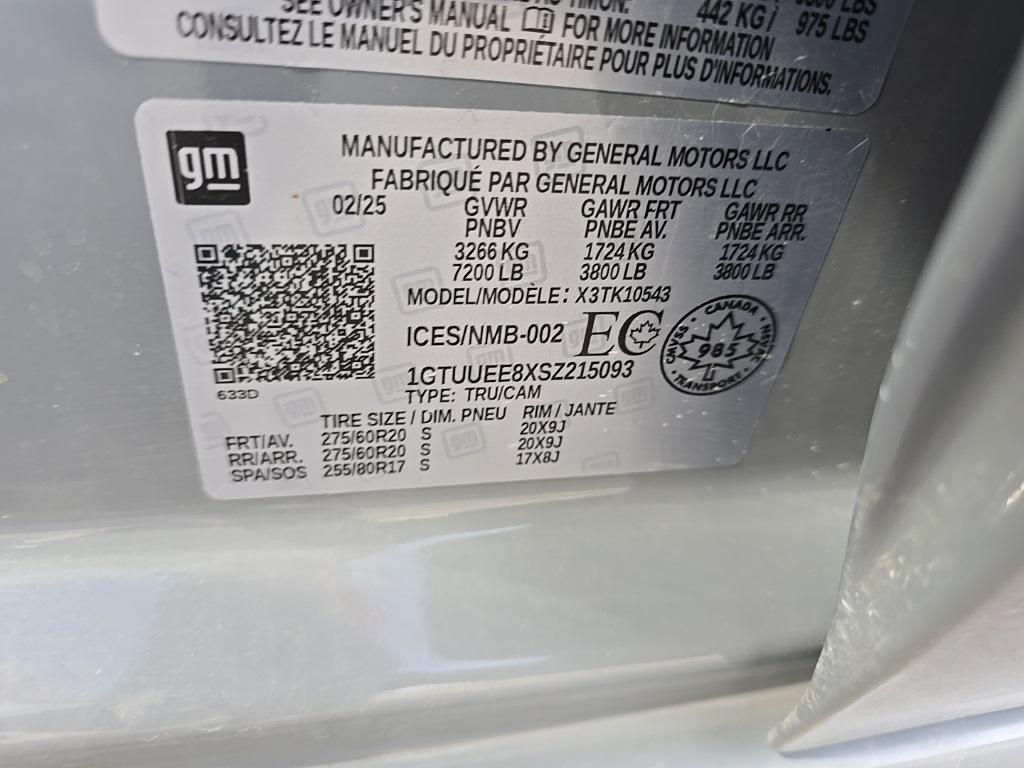 442 KG / 975 LBS
SEE OWNER'S MANUAL FOR MORE INFORMATION
CONSULTEZ LE MANUEL DU PROPRIÉTAIRE POUR PLUS D'INFORMATIONS.
gm
MANUFACTURED BY GENERAL MOTORS LLC
FABRIQUÉ PAR GENERAL MOTORS LLC
02/25 GVWR GAWR FRT GAWR RR
PNBV PNBE AV. PNBE ARR.
3266 KG 1724 KG 1724 KG
7200 LB 3800 LB 3800 LB
MODEL/MODÈLE: X3TK10543
ICES/NMB-002 EC
CANADA
985
TRANSPORT
1GTUUEE8XSZ215093
633D
TYPE: TRU/CAM
TIRE SIZE / DIM. PNEU RIM / JANTE
FRT/AV. 275/60R20 S 20X9J
RR/ARR. 275/60R20 S 20X9J
SPA/SOS 255/80R17 S 17X8J